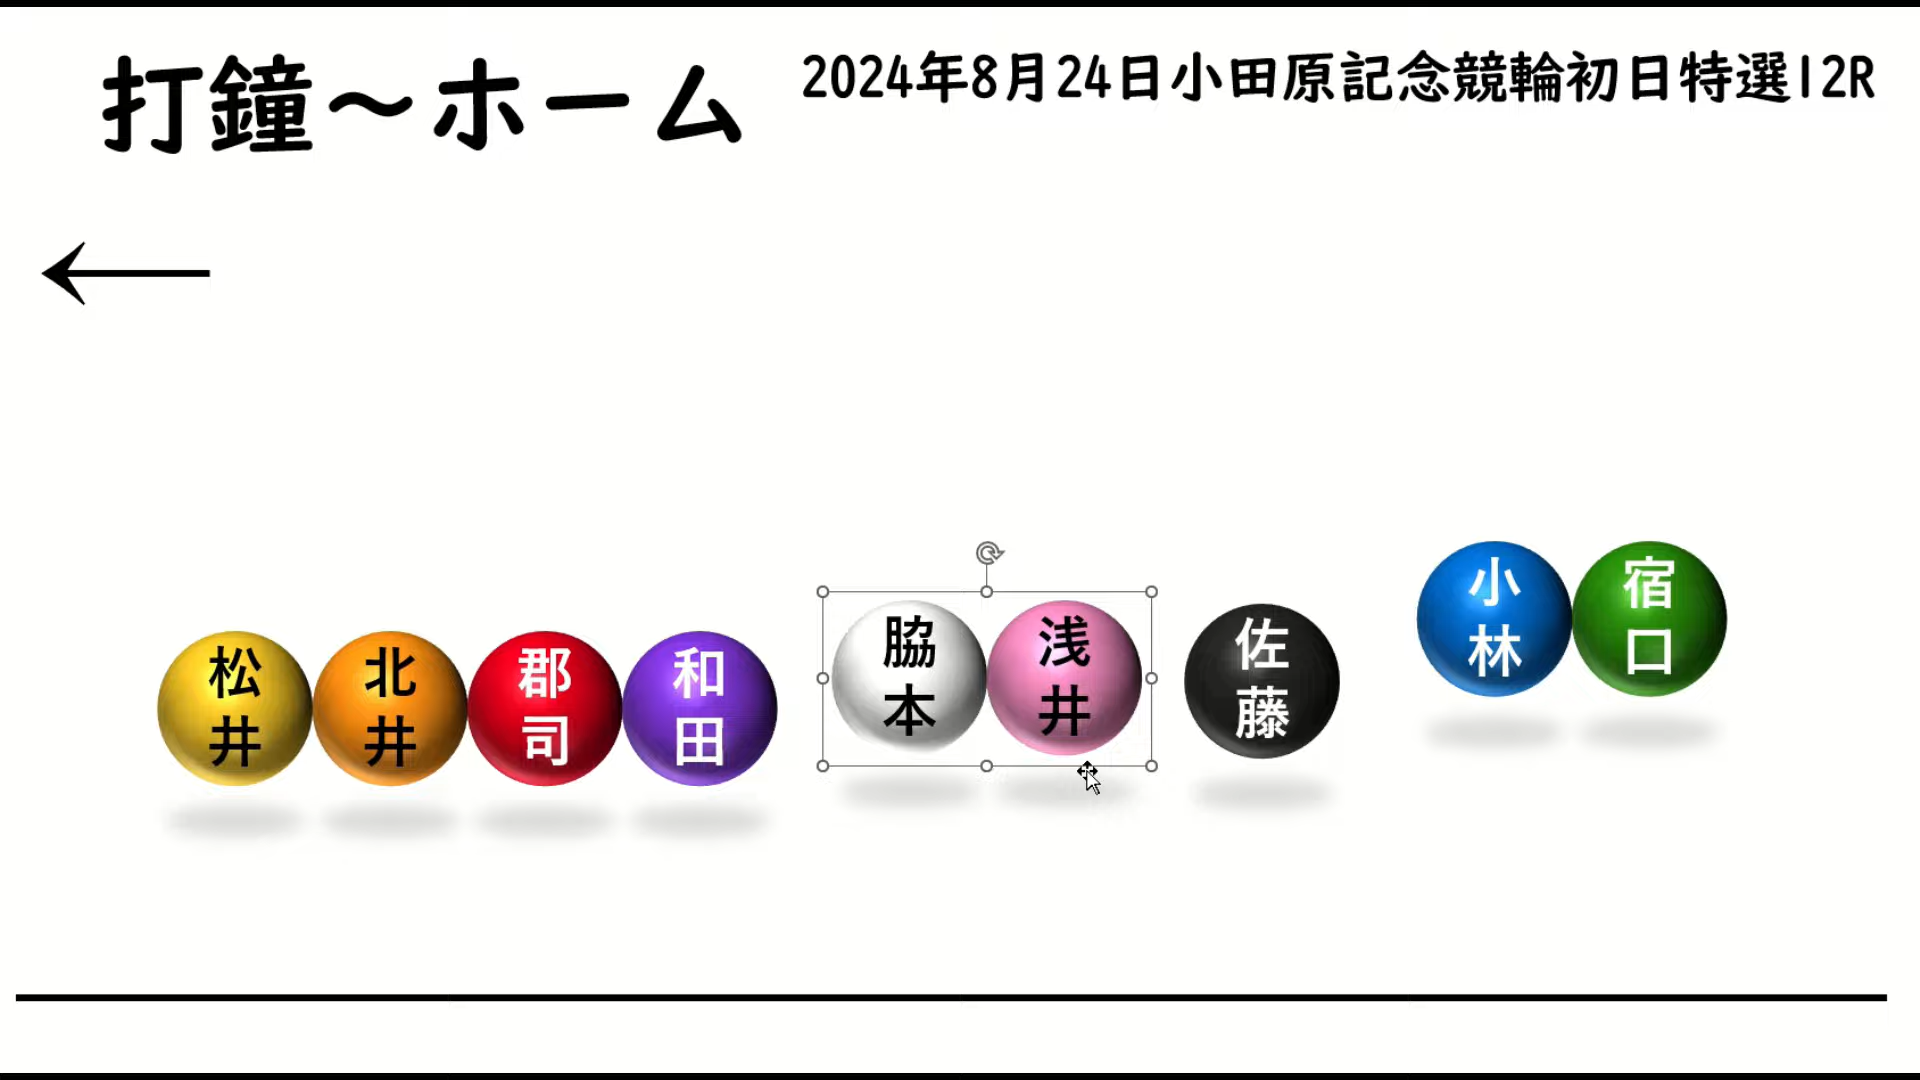 打鐘～ホーム
2024年8月24日小田原記念競輪初日特選12R
松井
北井
郡司
和田
脇本
浅井
佐藤
小林
宿口